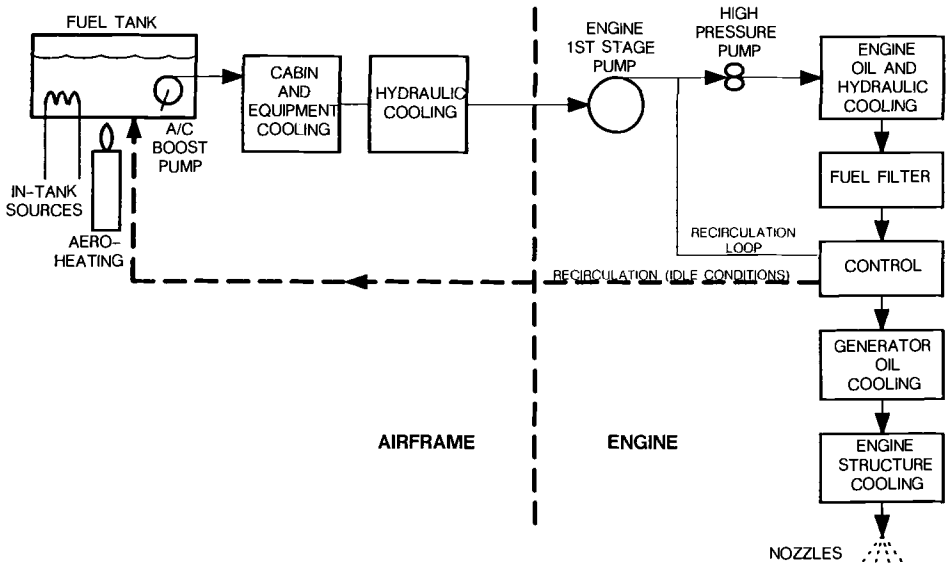 FUEL TANK
A/C
BOOST
PUMP
IN-TANK
SOURCES
AERO-
HEATING
CABIN
AND
EQUIPMENT
COOLING
HYDRAULIC
COOLING
ENGINE
1ST STAGE
PUMP
HIGH
PRESSURE
PUMP
ENGINE
OIL AND
HYDRAULIC
COOLING
FUEL FILTER
RECIRCULATION
LOOP
CONTROL
RECIRCULATION (IDLE CONDITIONS)
GENERATOR
OIL
COOLING
AIRFRAME
ENGINE
ENGINE
STRUCTURE
COOLING
NOZZLES